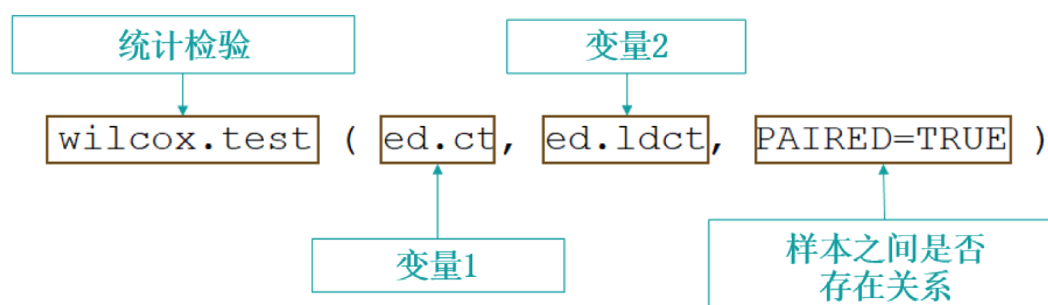 统计检验
变量2
wilcox.test ( ed.ct, ed.ldct, PAIRED=TRUE )
变量1
样本之间是否
存在关系